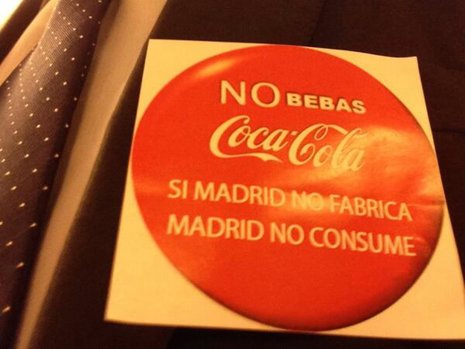 NO BEBAS
Coca-Cola
SI MADRID NO FABRICA
MADRID NO CONSUME